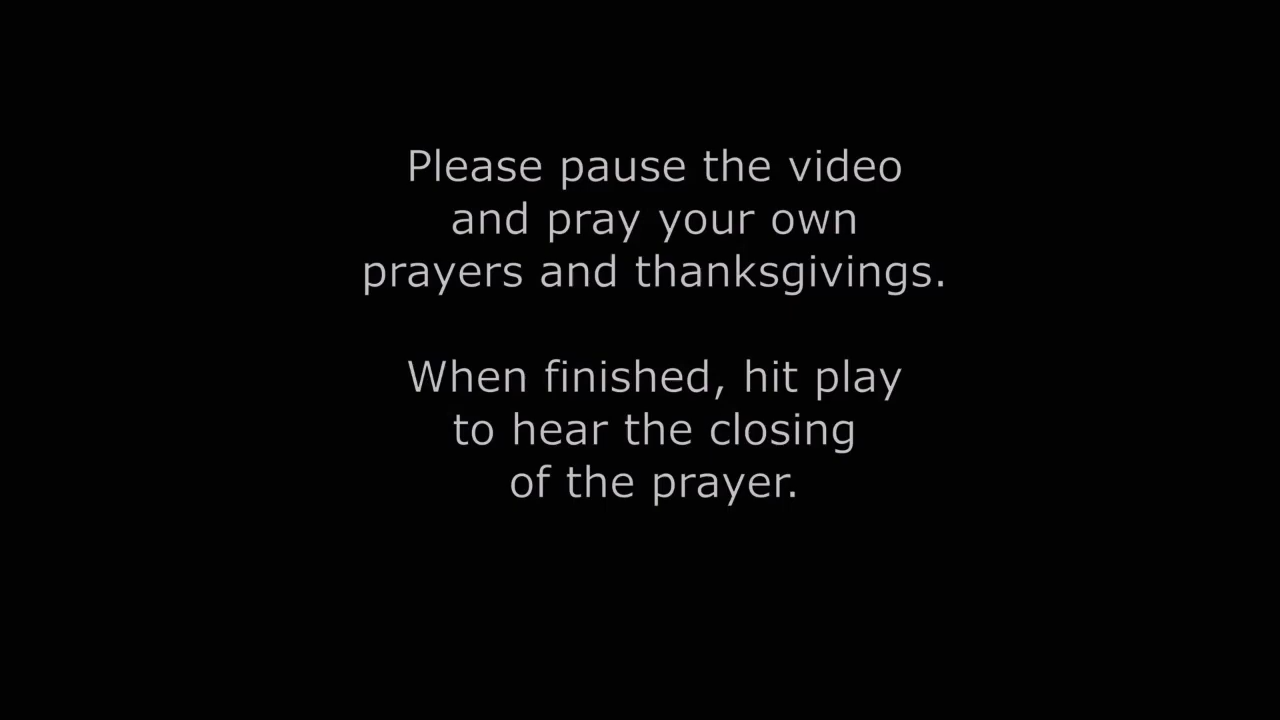 Please pause the video
and pray your own
prayers and thanksgivings.
When finished, hit play
to hear the closing
of the prayer.